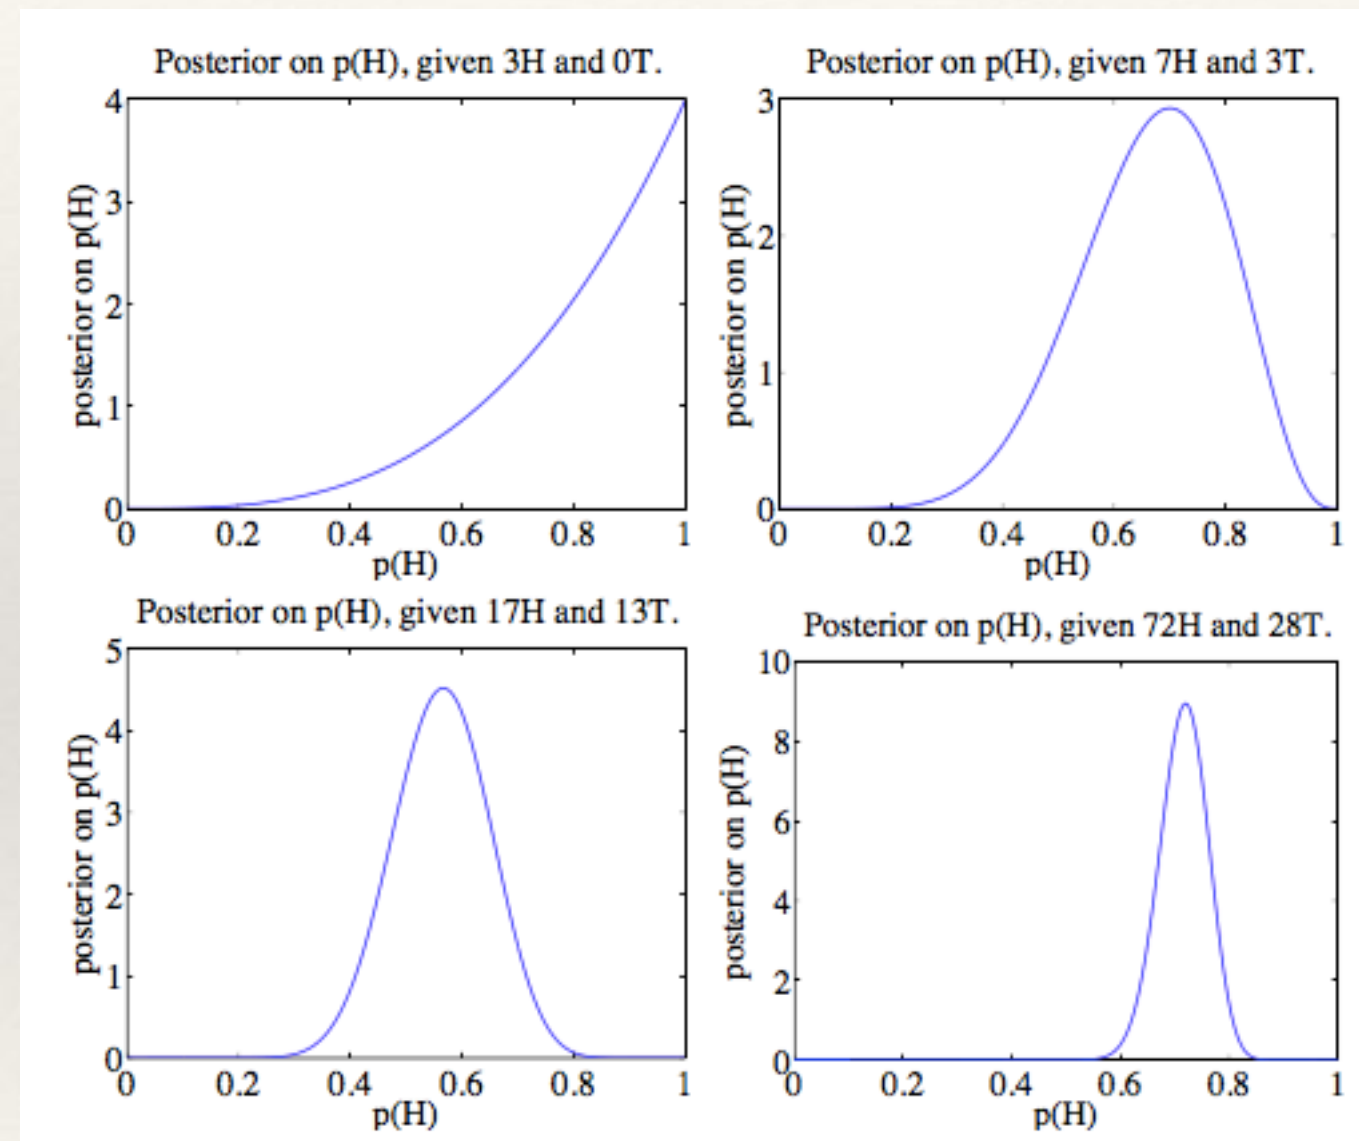 Posterior on p(H), given 3H and 0T.
4
3
2
1
0
0 0.2 0.4 0.6 0.8 1
posterior on p(H)
p(H)
Posterior on p(H), given 7H and 3T.
3
2
1
0
0 0.2 0.4 0.6 0.8 1
posterior on p(H)
p(H)
Posterior on p(H), given 17H and 13T.
5
4
3
2
1
0
0 0.2 0.4 0.6 0.8 1
posterior on p(H)
p(H)
Posterior on p(H), given 72H and 28T.
10
8
6
4
2
0
0 0.2 0.4 0.6 0.8 1
posterior on p(H)
p(H)